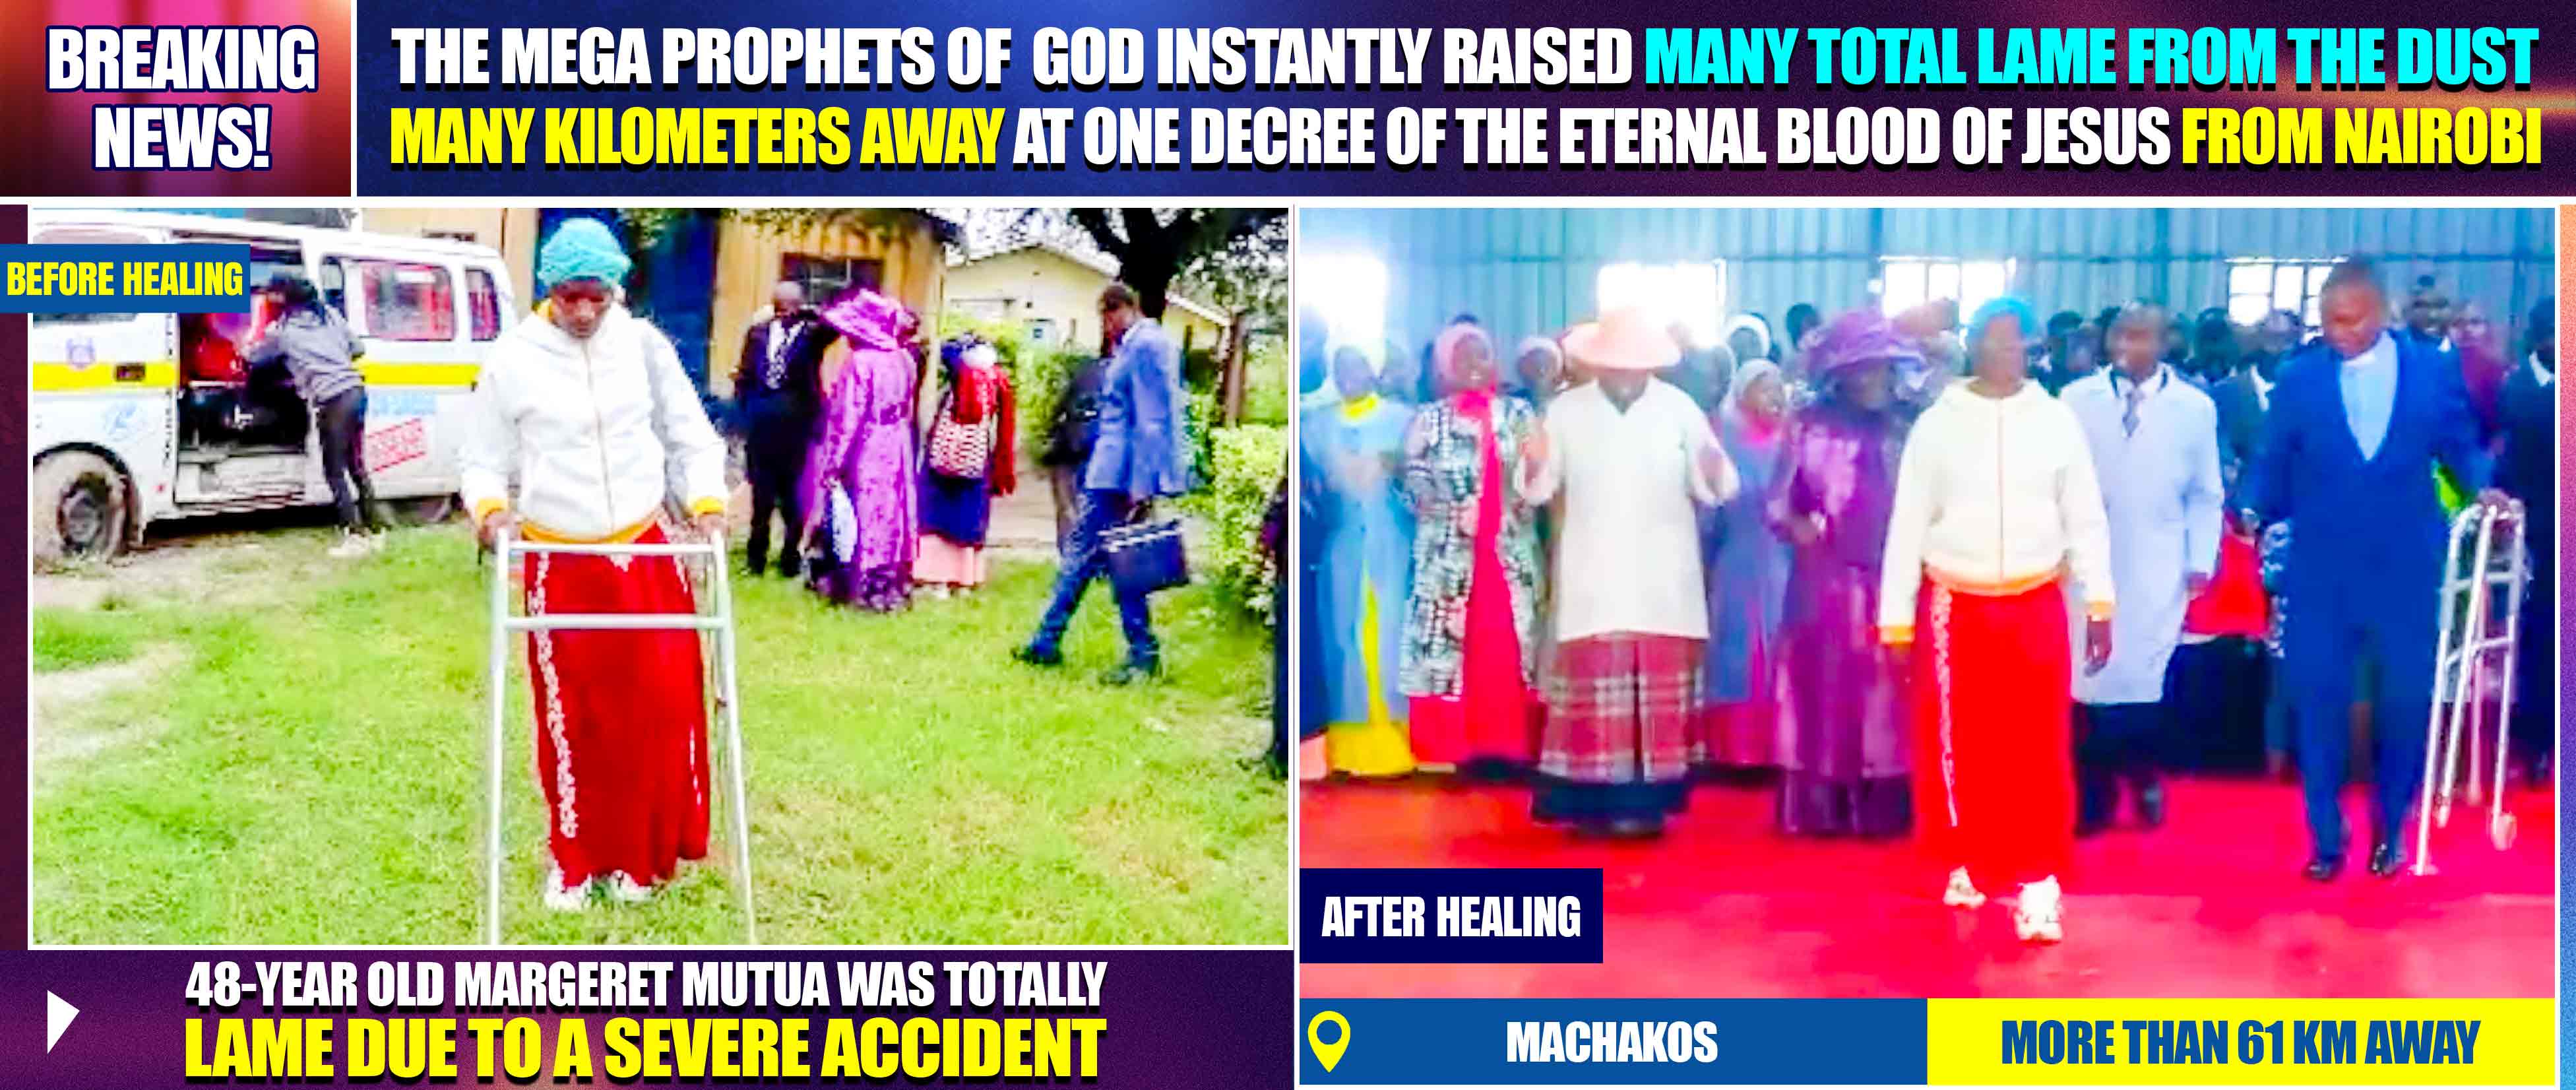 BREAKING
NEWS!
THE MEGA PROPHETS OF GOD INSTANTLY RAISED MANY TOTAL LAME FROM THE DUST
MANY KILOMETERS AWAY AT ONE DECREE OF THE ETERNAL BLOOD OF JESUS FROM NAIROBI
BEFORE HEALING
AFTER HEALING
48-YEAR OLD MARGERET MUTUA WAS TOTALLY
LAME DUE TO A SEVERE ACCIDENT
MACHAKOS
MORE THAN 61 KM AWAY